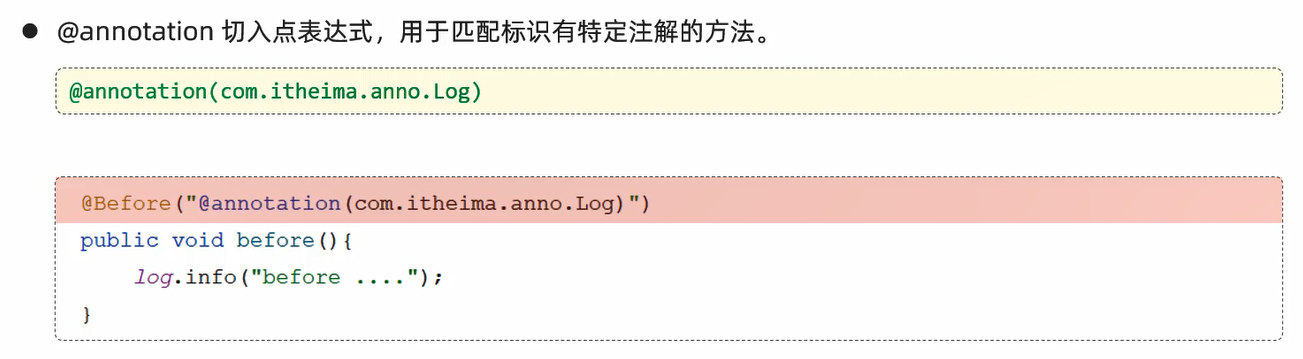 ● @annotation 切入点表达式，用于匹配标识有特定注解的方法。
@annotation(com.itheima.anno.Log)
@Before("@annotation(com.itheima.anno.Log)")
public void before(){
    log.info("before ....");
}